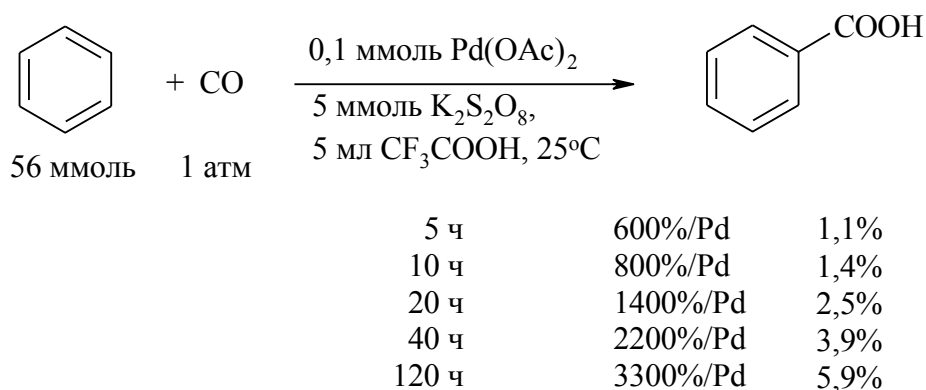 COOH
0,1 ммоль Pd(OAc)2
+ CO
5 ммоль K2S2O8,
5 мл CF3COOH, 25oC
56 ммоль 1 атм
5 ч 600%/Pd 1,1%
10 ч 800%/Pd 1,4%
20 ч 1400%/Pd 2,5%
40 ч 2200%/Pd 3,9%
120 ч 3300%/Pd 5,9%